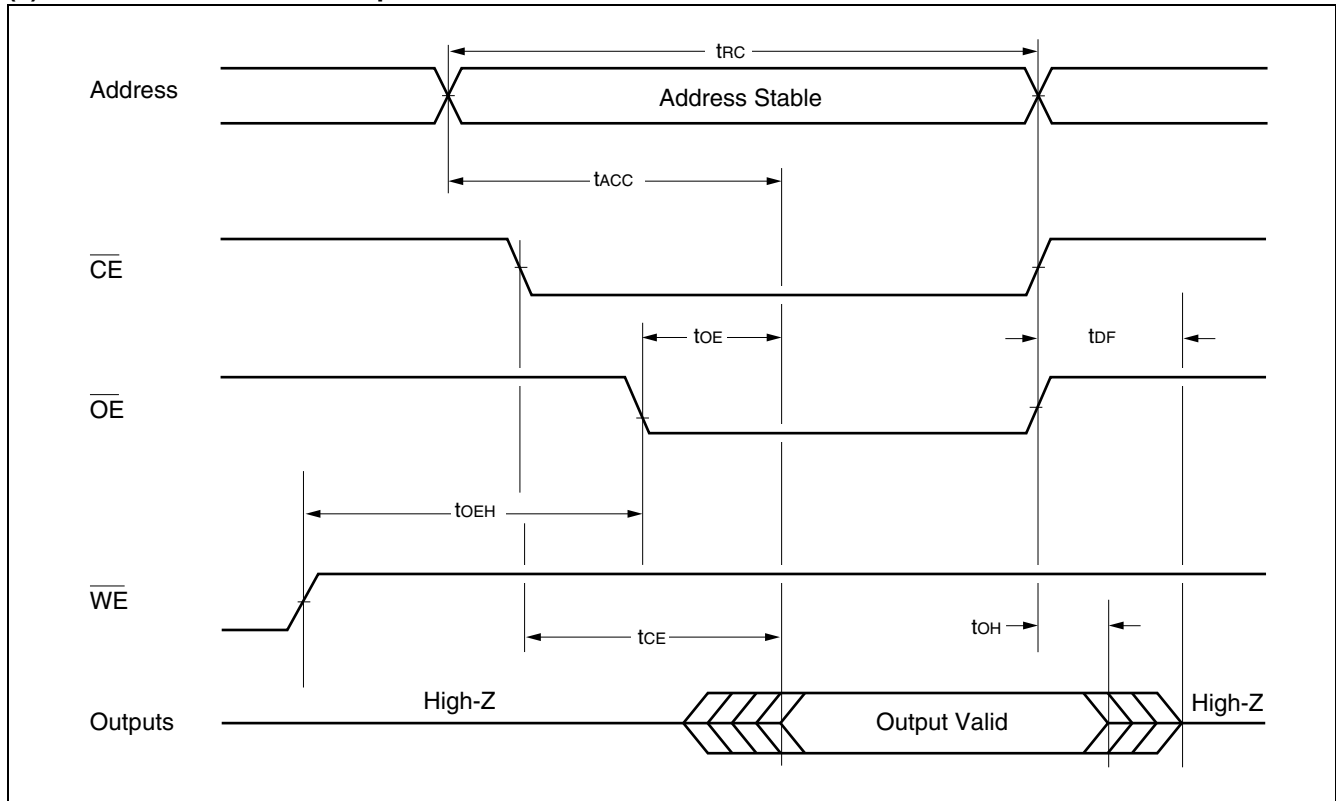 tRC
Address
Address Stable
tACC
CE
tOE
tDF
OE
tOEH
WE
tOH
tCE
High-Z
High-Z
Outputs
Output Valid